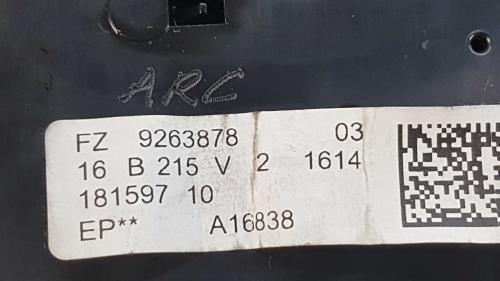 ARC
FZ 9263878 03
16 B 215 V 2 1614
181597 10
EP** A16838